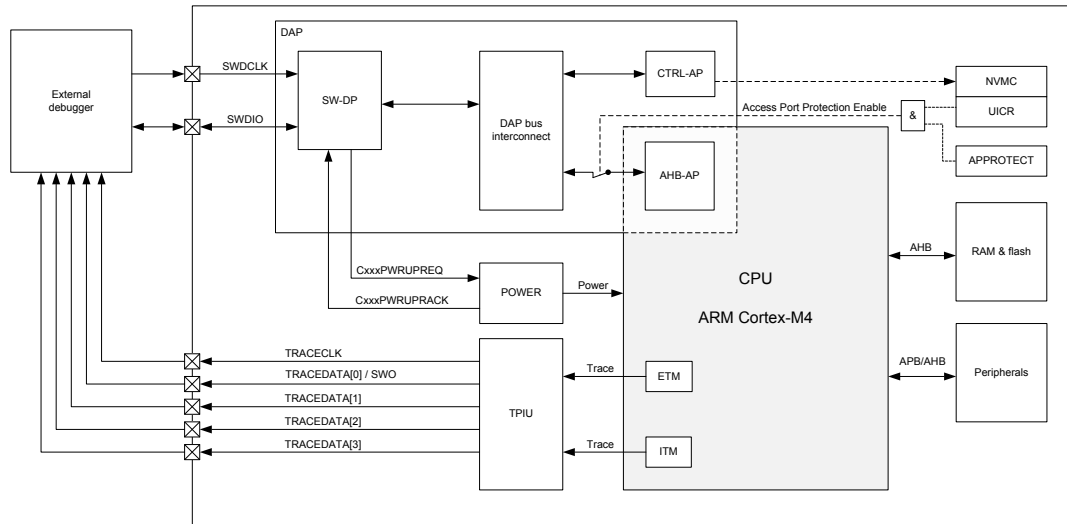 DAP
External
debugger
SWDCLK
SWDIO
SW-DP
DAP bus
interconnect
CTRL-AP
NVMC
UICR
Access Port Protection Enable
&
APPROTECT
AHB-AP
CxxxPWRUPREQ
CxxxPWRUPRACK
POWER
Power
CPU
ARM Cortex-M4
AHB
RAM & flash
APB/AHB
Peripherals
TRACECLK
TRACEDATA[0] / SWO
TRACEDATA[1]
TRACEDATA[2]
TRACEDATA[3]
TPIU
Trace
ETM
Trace
ITM